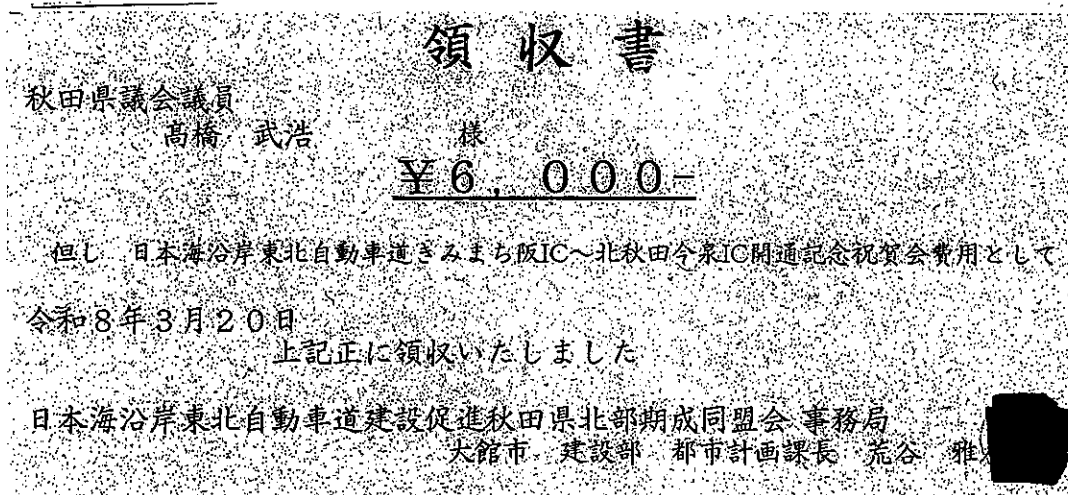 領収書
秋田県議会議員
髙橋　武浩　　　様
¥６，０００-
但し　日本海沿岸東北自動車道きみまち阪IC～北秋田今泉IC開通記念祝賀会費用として
令和８年３月２０日
上記正に領収いたしました
日本海沿岸東北自動車道建設促進秋田県北部期成同盟会 事務局
大館市　建設部　都市計画課長　荒谷　雅